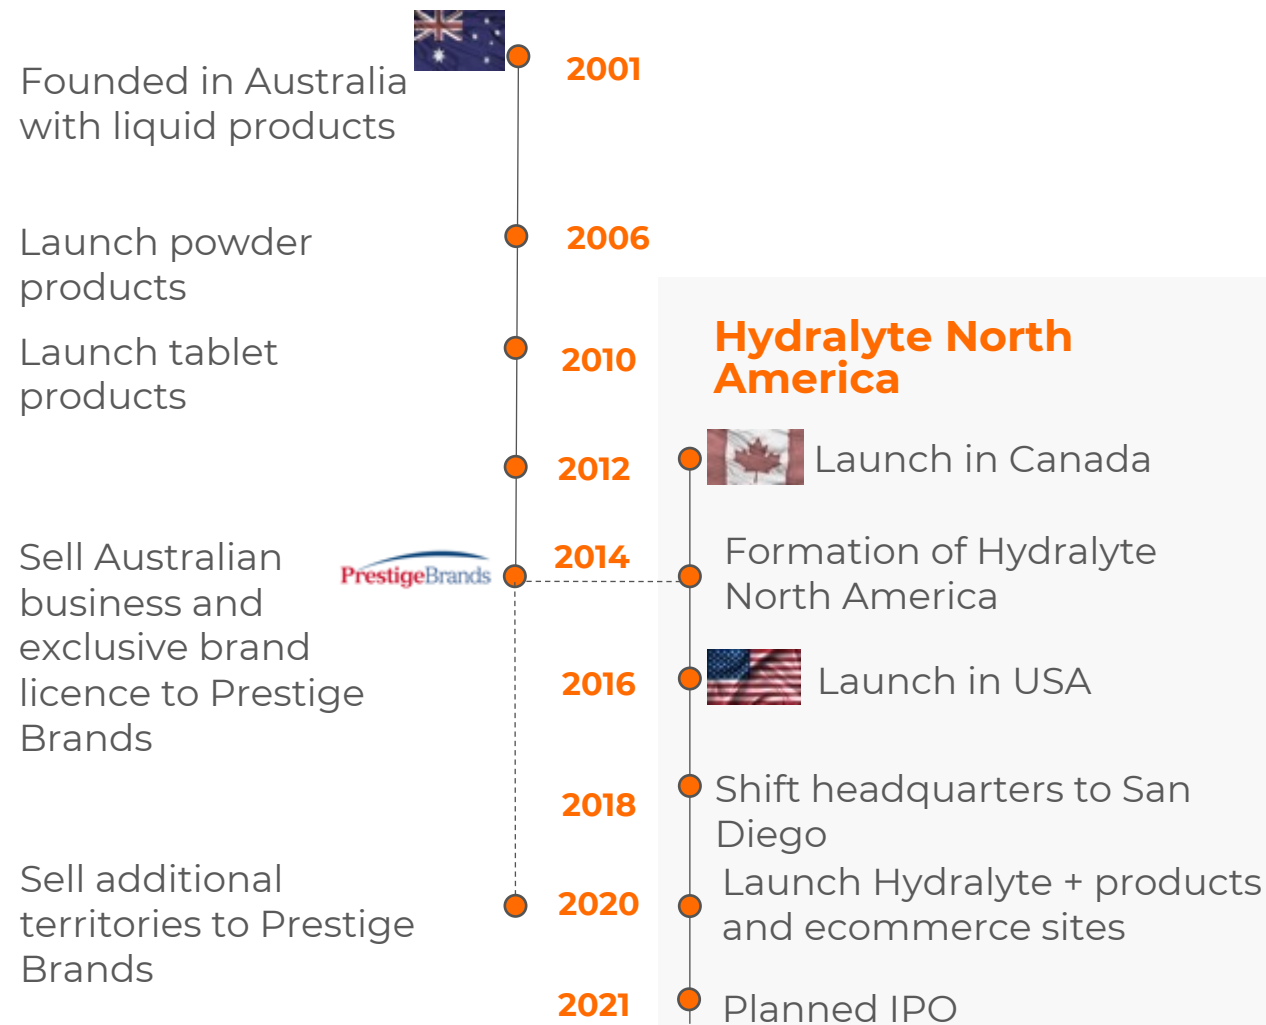 2001
Founded in Australia
with liquid products
2006
Launch powder
products
2010
Launch tablet
products
Hydralyte North
America
2012
Launch in Canada
2014
Sell Australian
business and
exclusive brand
licence to Prestige
Brands
PrestigeBrands
Formation of Hydralyte
North America
2016
Launch in USA
2018
Shift headquarters to San
Diego
2020
Sell additional
territories to Prestige
Brands
Launch Hydralyte + products
and ecommerce sites
2021
Planned IPO